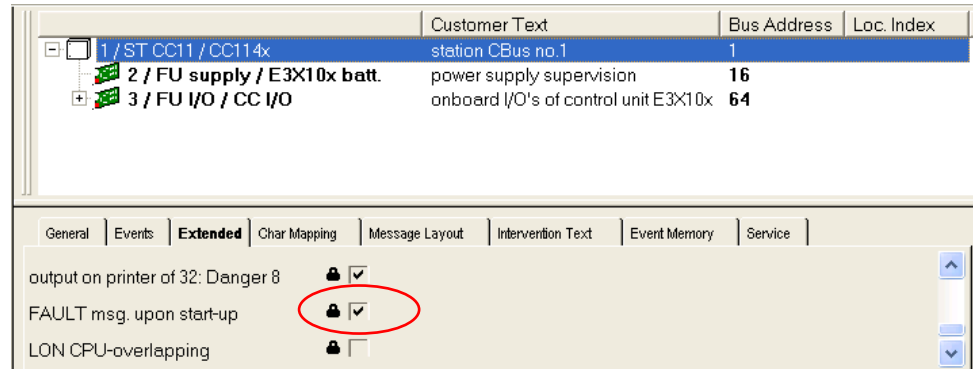 Customer Text Bus Address Loc. Index
1 / ST CC11 / CC114x station CBus no.1 1
2 / FU supply / E3X10x batt. power supply supervision 16
3 / FU I/O / CC I/O onboard I/O's of control unit E3X10x 64
General Events Extended Char Mapping Message Layout Intervention Text Event Memory Service
output on printer of 32: Danger 8
FAULT msg. upon start-up
LON CPU-overlapping